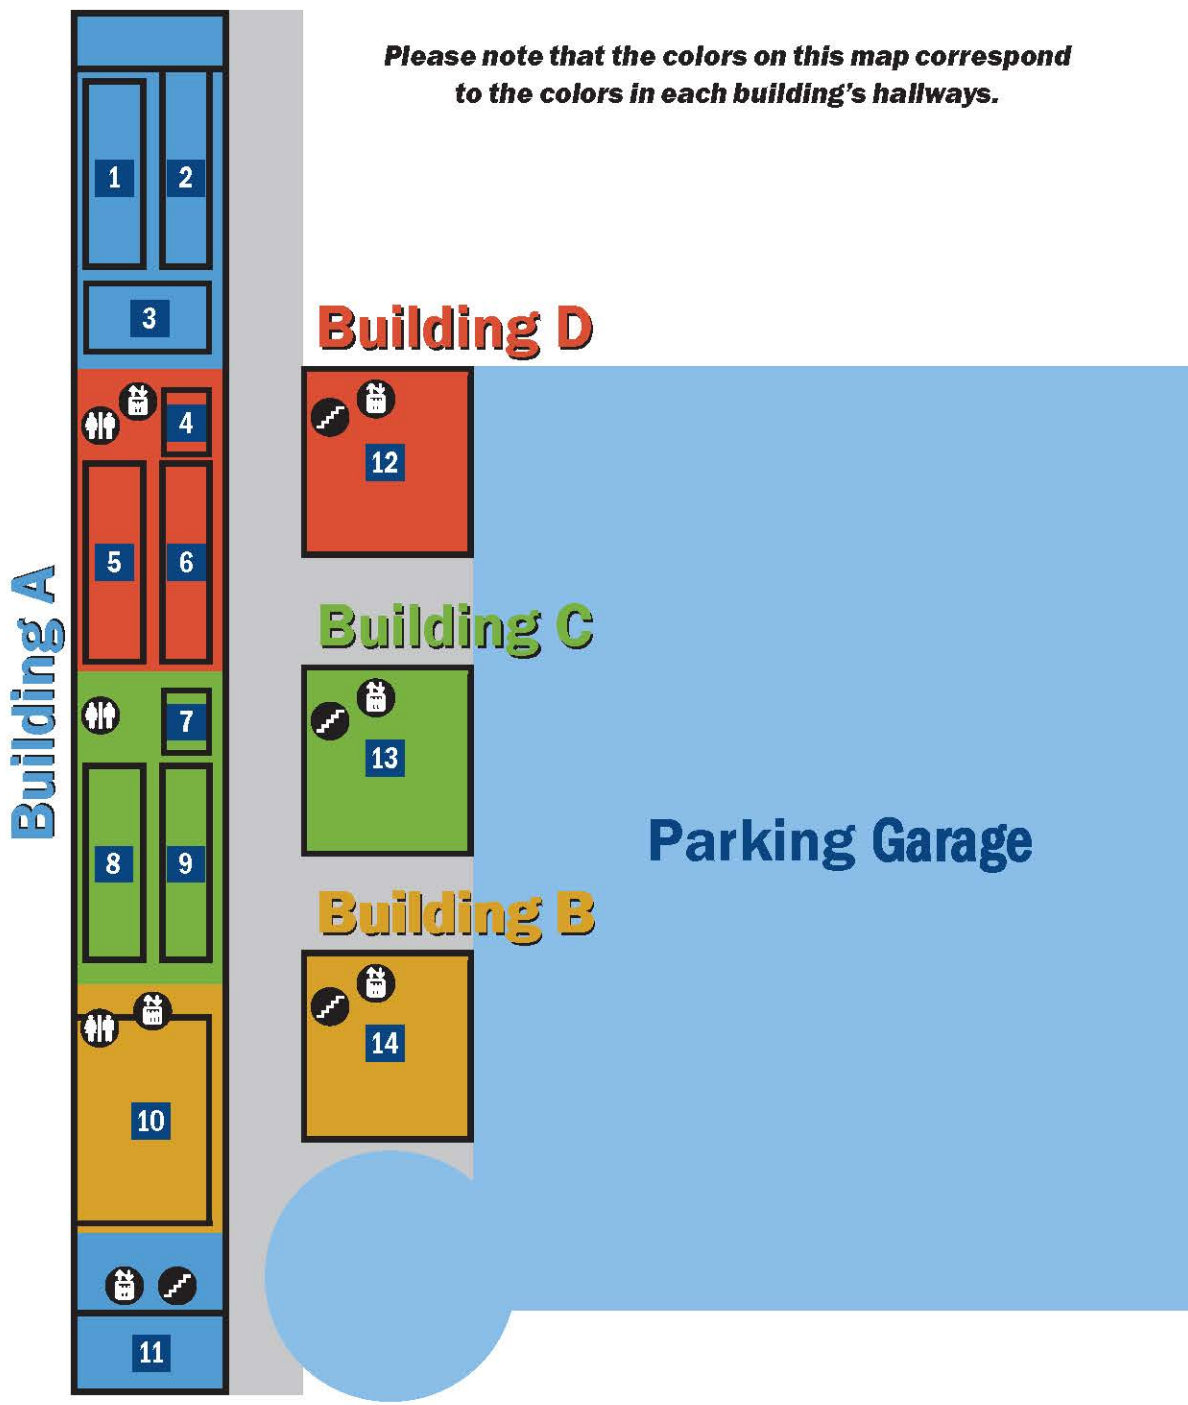 Please note that the colors on this map correspond
to the colors in each building's hallways.
1
2
3
Building D
4
12
5
6
Building A
Building C
7
13
Parking Garage
8
9
Building B
14
10
11